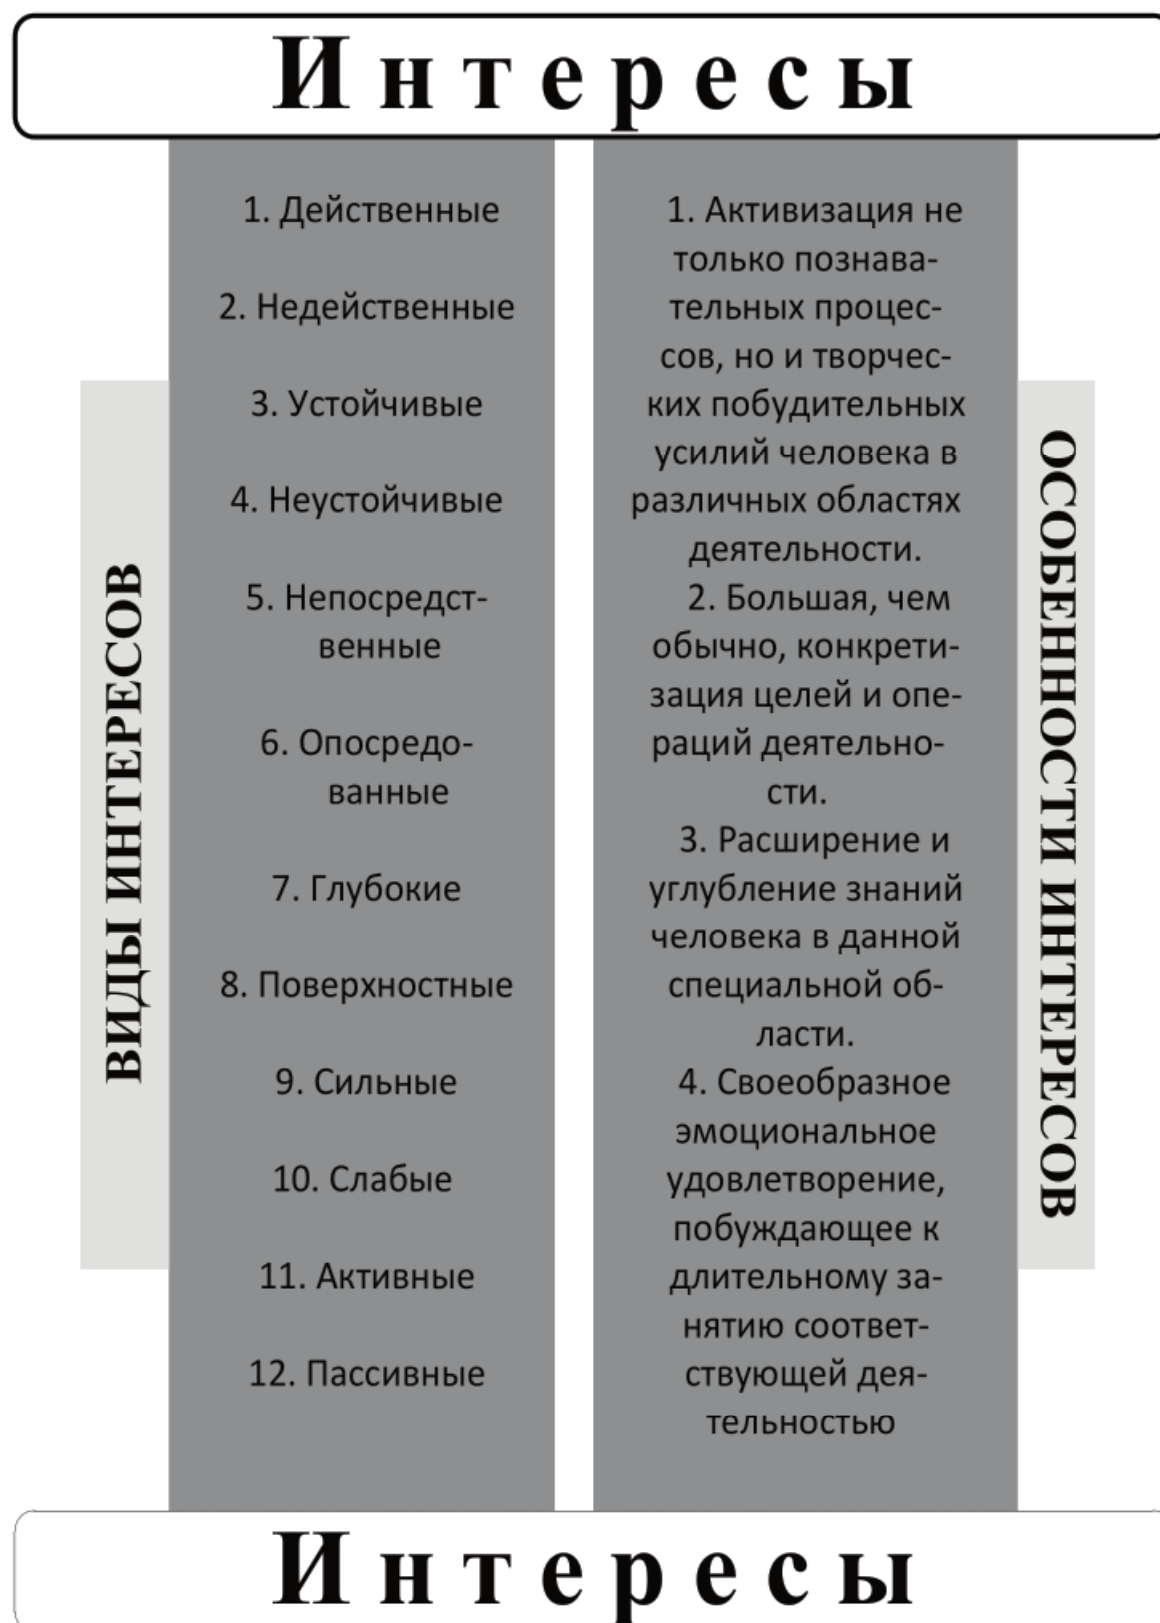 Интересы
ВИДЫ ИНТЕРЕСОВ
1. Действенные
2. Недейственные
3. Устойчивые
4. Неустойчивые
5. Непосредст-
венные
6. Опосредо-
ванные
7. Глубокие
8. Поверхностные
9. Сильные
10. Слабые
11. Активные
12. Пассивные
1. Активизация не
только познава-
тельных процес-
сов, но и творчес-
ких побудительных
усилий человека в
различных областях
деятельности.
2. Большая, чем
обычно, конкрети-
зация целей и опе-
раций деятельно-
сти.
3. Расширение и
углубление знаний
человека в данной
специальной об-
ласти.
4. Своеобразное
эмоциональное
удовлетворение,
побуждающее к
длительному за-
нятию соответ-
ствующей дея-
тельностью
ОСОБЕННОСТИ ИНТЕРЕСОВ
Интересы